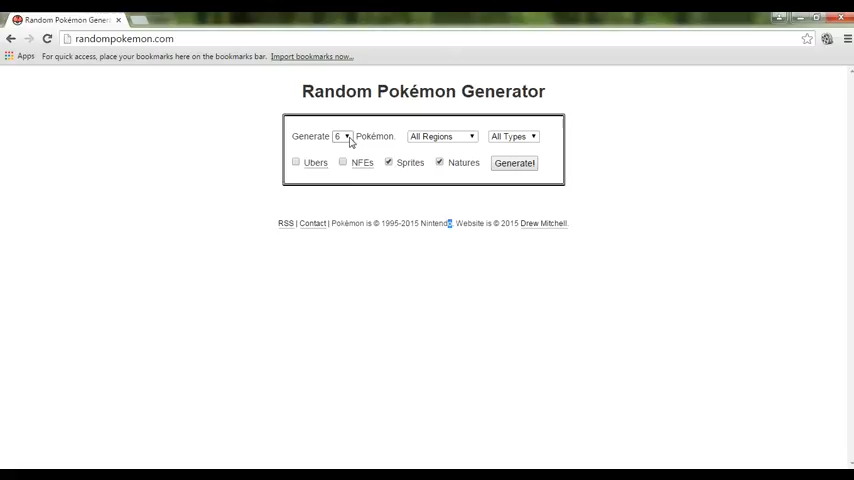 Random Pokémon Gener
randompokemon.com
Apps For quick access, place your bookmarks here on the bookmarks bar. Import bookmarks now...
Random Pokémon Generator
Generate 6 Pokémon. All Regions All Types
Ubers NFEs Sprites Natures Generate!
RSS | Contact | Pokémon is © 1995-2015 Nintendo. Website is © 2015 Drew Mitchell.